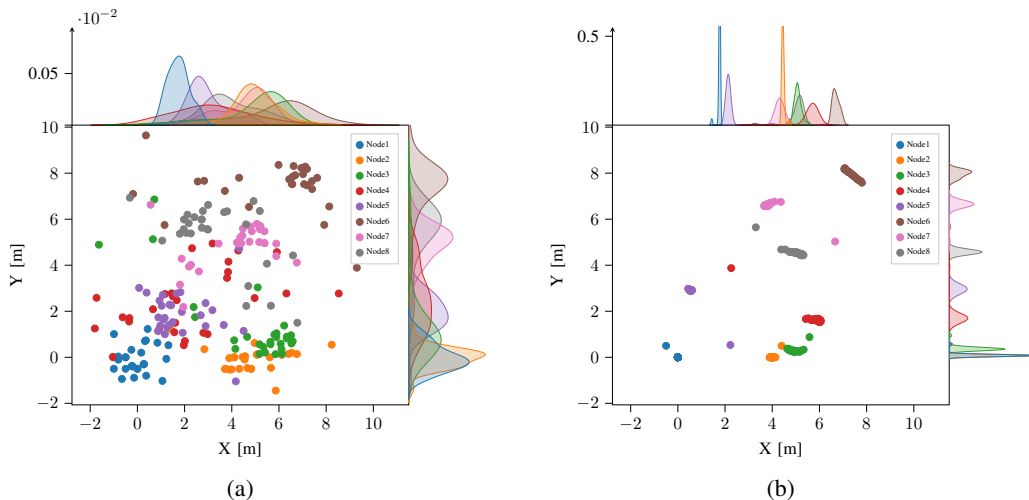 ·10⁻²
0.05
10
8
6
4
2
0
−2
Y [m]
−2 0 2 4 6 8 10
X [m]
Node1
Node2
Node3
Node4
Node5
Node6
Node7
Node8
(a)
0.5
10
8
6
4
2
0
−2
Y [m]
−2 0 2 4 6 8 10
X [m]
Node1
Node2
Node3
Node4
Node5
Node6
Node7
Node8
(b)